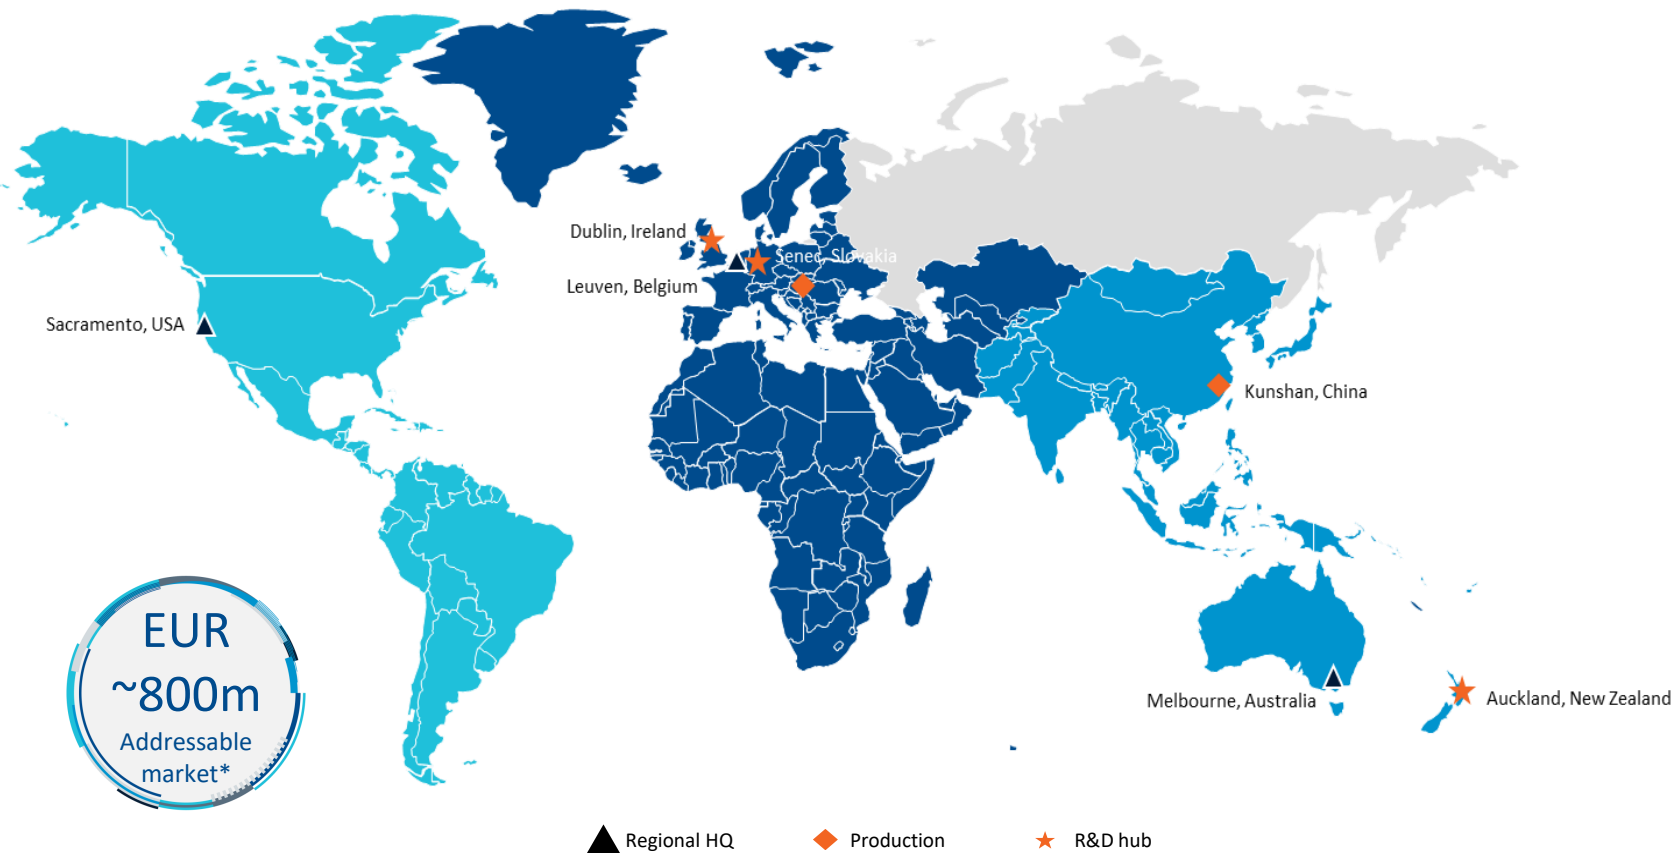 Dublin, Ireland
Senec, Slovakia
Leuven, Belgium
Sacramento, USA
Kunshan, China
EUR
~800m
Addressable
market*
Melbourne, Australia
Auckland, New Zealand
Regional HQ
Production
R&D hub